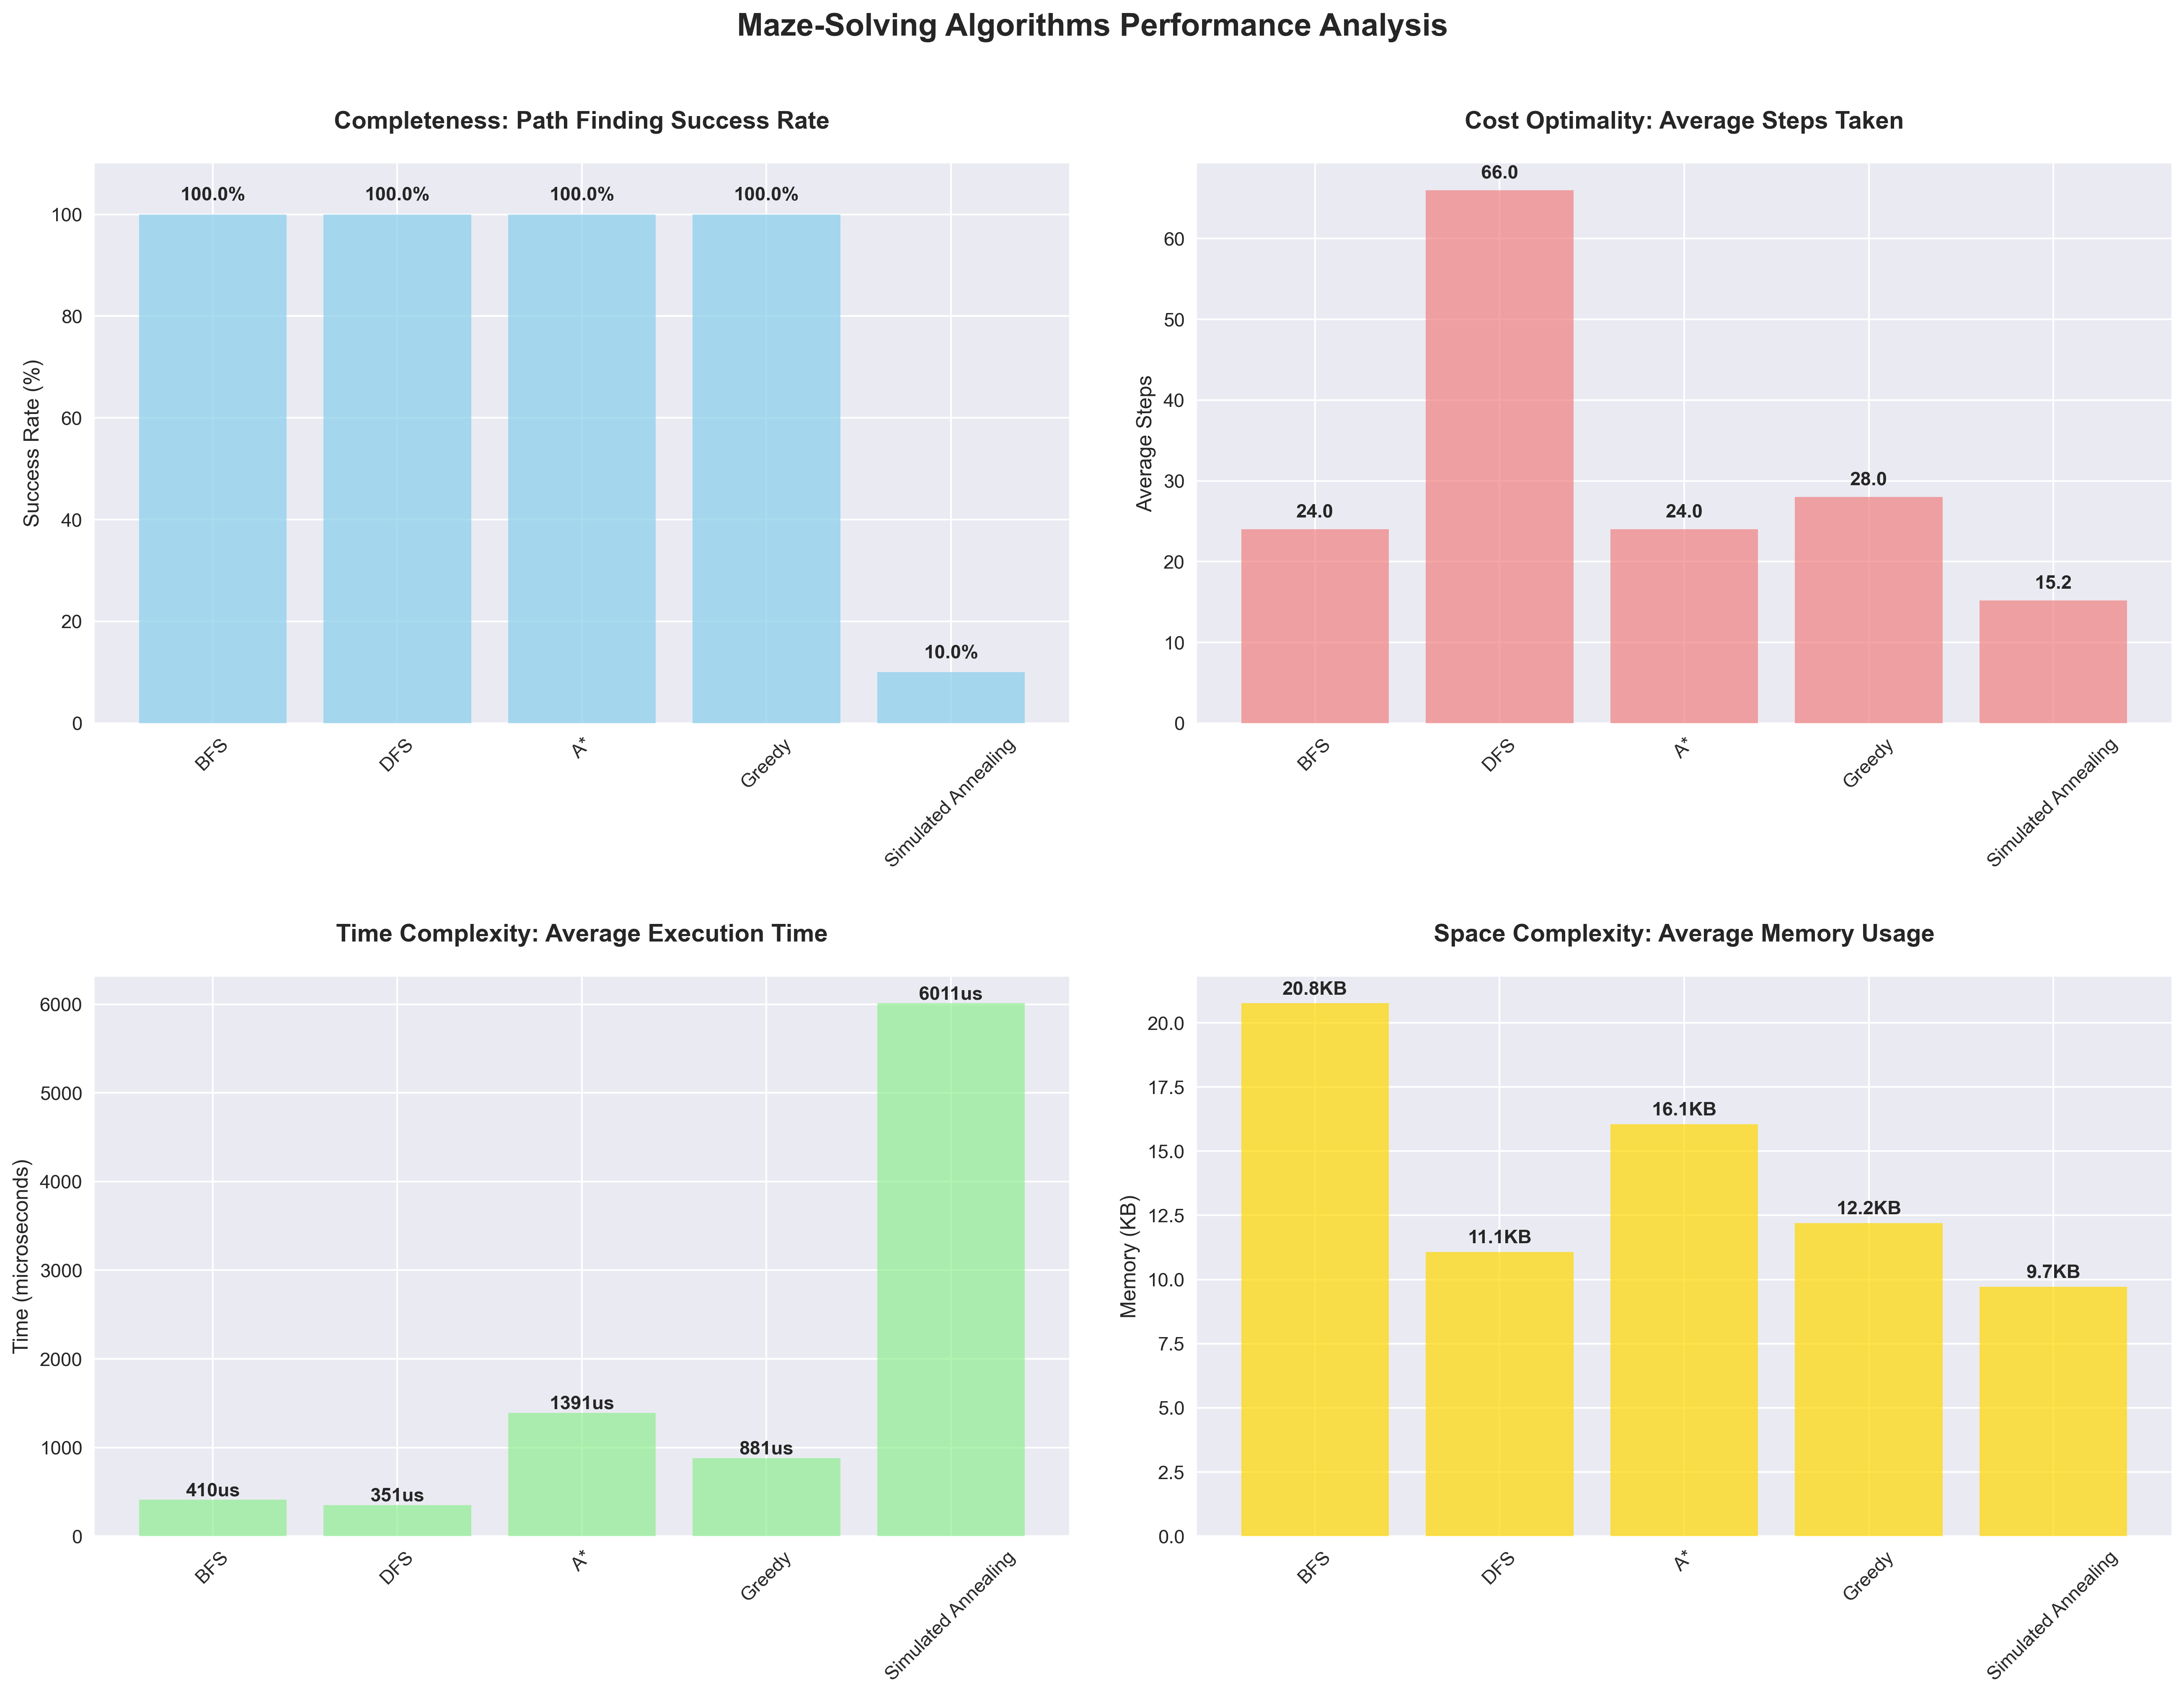 Maze-Solving Algorithms Performance Analysis
Completeness: Path Finding Success Rate
Success Rate (%)
100
80
60
40
20
0
100.0%
100.0%
100.0%
100.0%
10.0%
BFS
DFS
A*
Greedy
Simulated Annealing
Cost Optimality: Average Steps Taken
Average Steps
60
50
40
30
20
10
0
24.0
66.0
24.0
28.0
15.2
BFS
DFS
A*
Greedy
Simulated Annealing
Time Complexity: Average Execution Time
Time (microseconds)
6000
5000
4000
3000
2000
1000
0
410us
351us
1391us
881us
6011us
BFS
DFS
A*
Greedy
Simulated Annealing
Space Complexity: Average Memory Usage
Memory (KB)
20.0
17.5
15.0
12.5
10.0
7.5
5.0
2.5
0.0
20.8KB
11.1KB
16.1KB
12.2KB
9.7KB
BFS
DFS
A*
Greedy
Simulated Annealing